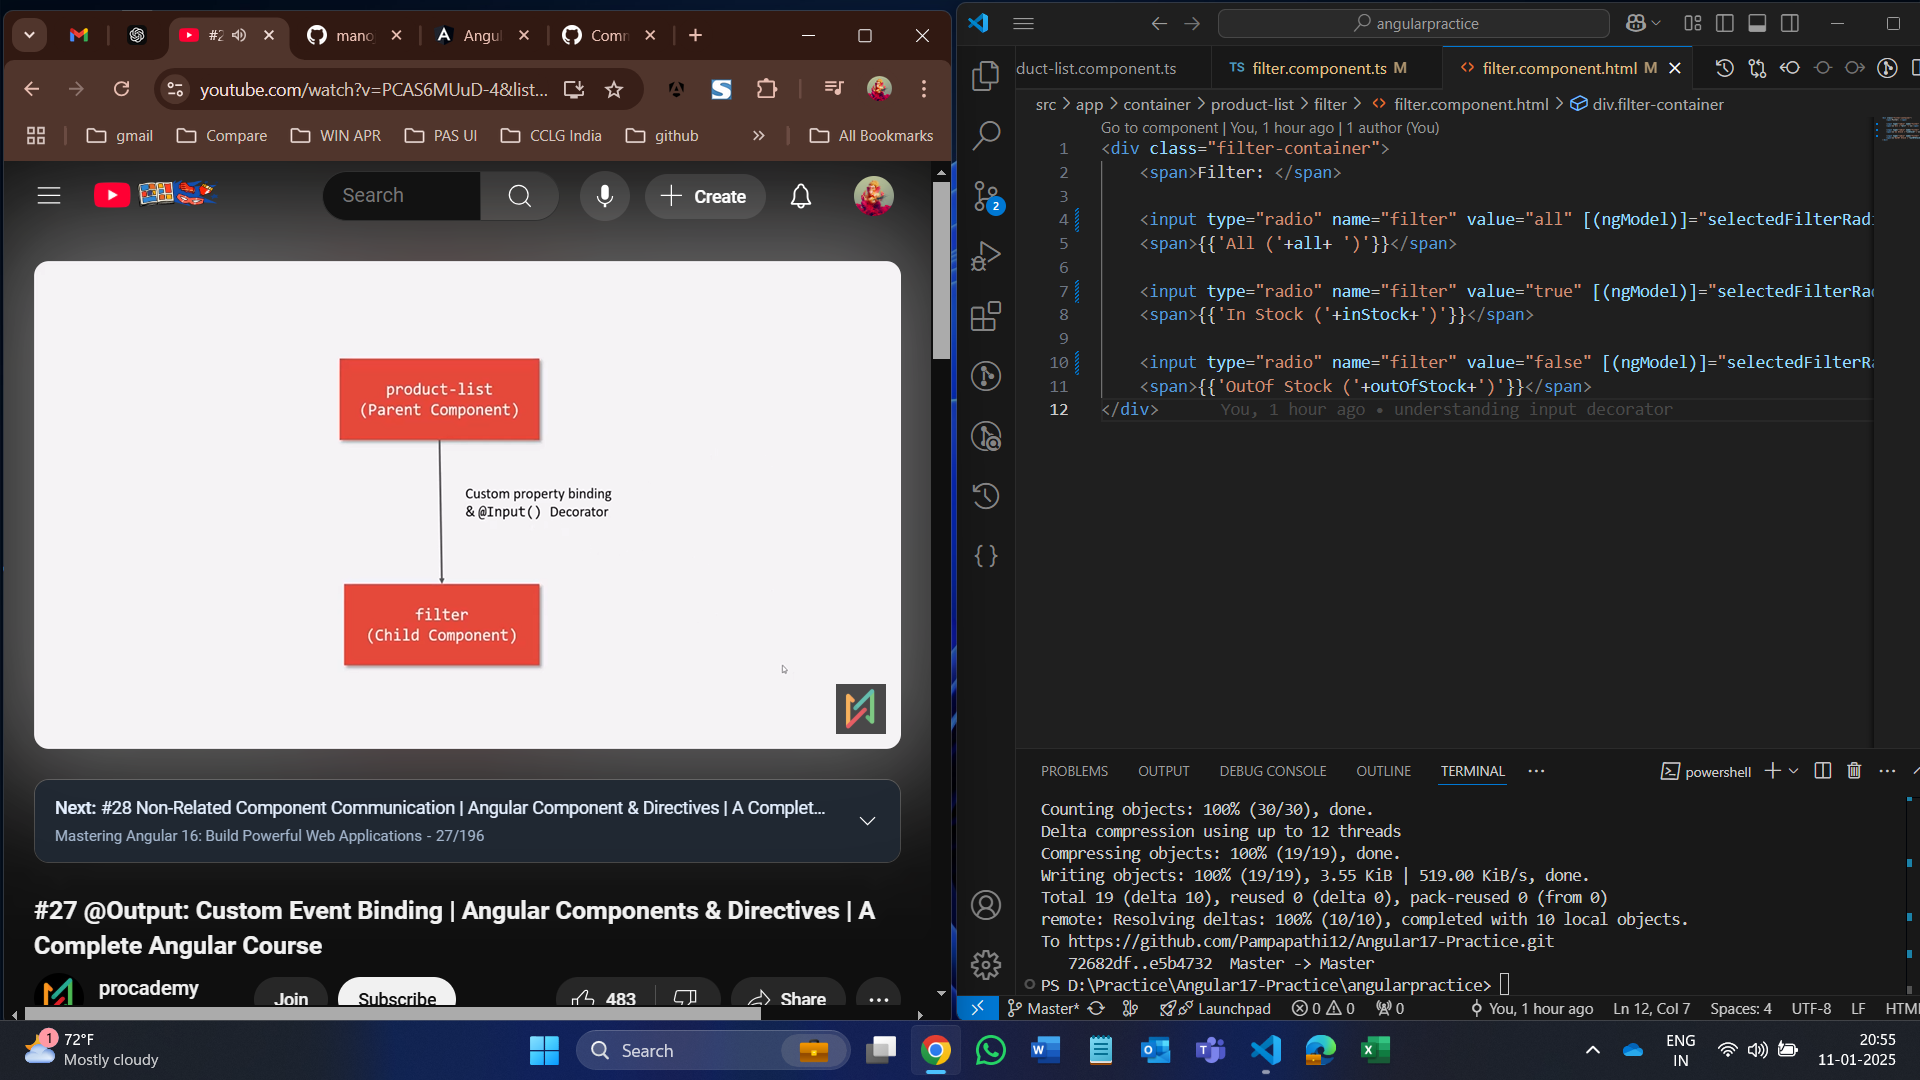 #2
mano
Angul
Comm
youtube.com/watch?v=PCAS6MUuD-4&list...
gmail
Compare
WIN APR
PAS UI
CCLG India
github
All Bookmarks
Search
Create
product-list
(Parent Component)
Custom property binding
& @Input() Decorator
filter
(Child Component)
Next: #28 Non-Related Component Communication | Angular Component & Directives | A Complet...
Mastering Angular 16: Build Powerful Web Applications - 27/196
#27 @Output: Custom Event Binding | Angular Components & Directives | A
Complete Angular Course
procademy
Join
Subscribe
483
Share
angularpractice
duct-list.component.ts
TS filter.component.ts M
<> filter.component.html M
src > app > container > product-list > filter > <> filter.component.html > div.filter-container
Go to component | You, 1 hour ago | 1 author (You)
1 <div class="filter-container">
2 <span>Filter: </span>
3
4 <input type="radio" name="filter" value="all" [(ngModel)]="selectedFilterRadi
5 <span>{{'All ('+all+ ')'}}</span>
6
7 <input type="radio" name="filter" value="true" [(ngModel)]="selectedFilterRad
8 <span>{{'In Stock ('+inStock+')'}}</span>
9
10 <input type="radio" name="filter" value="false" [(ngModel)]="selectedFilterRa
11 <span>{{'OutOf Stock ('+outOfStock+')'}}</span>
12 </div> You, 1 hour ago • understanding input decorator
2
PROBLEMS
OUTPUT
DEBUG CONSOLE
OUTLINE
TERMINAL
powershell
Counting objects: 100% (30/30), done.
Delta compression using up to 12 threads
Compressing objects: 100% (19/19), done.
Writing objects: 100% (19/19), 3.55 KiB | 519.00 KiB/s, done.
Total 19 (delta 10), reused 0 (delta 0), pack-reused 0 (from 0)
remote: Resolving deltas: 100% (10/10), completed with 10 local objects.
To https://github.com/Pampapathi12/Angular17-Practice.git
72682df..e5b4732 Master -> Master
PS D:\Practice\Angular17-Practice\angularpractice>
Master*
Launchpad
0
0
0
You, 1 hour ago
Ln 12, Col 7
Spaces: 4
UTF-8
LF
HTM
1
72°F
Mostly cloudy
Search
ENG
IN
20:55
11-01-2025